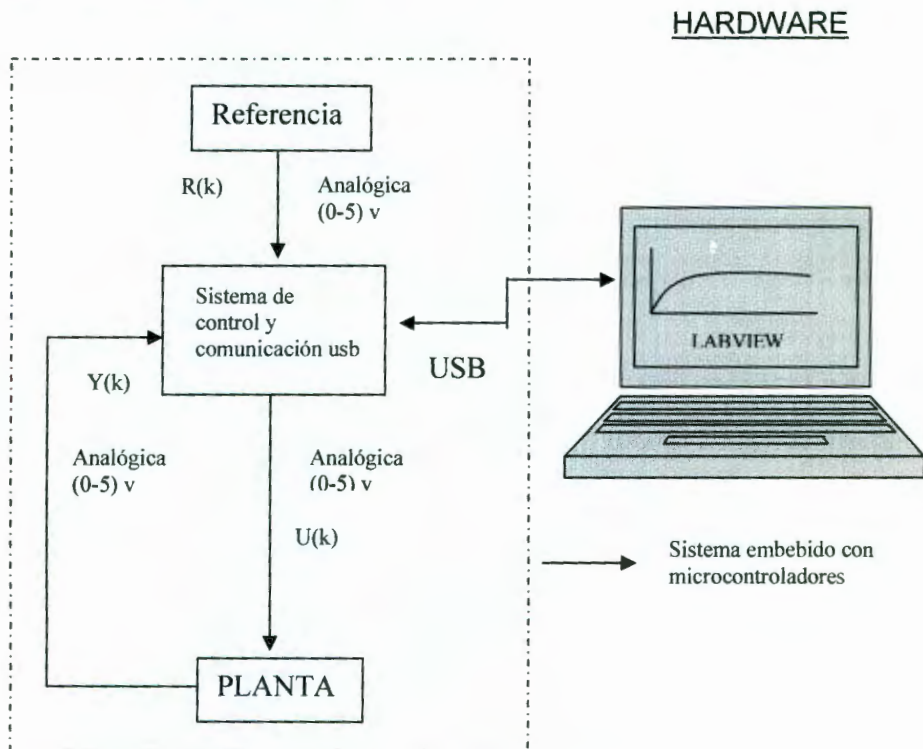 HARDWARE
Referencia
R(k)
Analógica
(0-5) v
Sistema de
control y
comunicación usb
USB
LABVIEW
Y(k)
Analógica
(0-5) v
Analógica
(0-5) v
U(k)
Sistema embebido con
microcontroladores
PLANTA